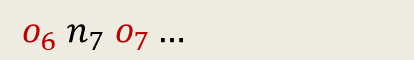 o₆ n₇ o₇ ...